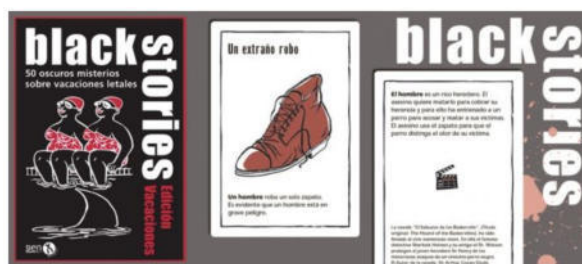 black
stories
50 oscuros misterios
sobre vacaciones letales
Edición
Vacaciones
Un extraño robo
Un hombre roba un solo zapato.
Es evidente que un hombre está en
grave peligro.
black
stories
El hombre es un rico heredero. El
asesino quiere matarlo para cobrar su
herencia y para ello ha entrenado a un
perro para acosar y matar a sus víctimas.
El asesino usa el zapato para que el
perro distinga el olor de su víctima.